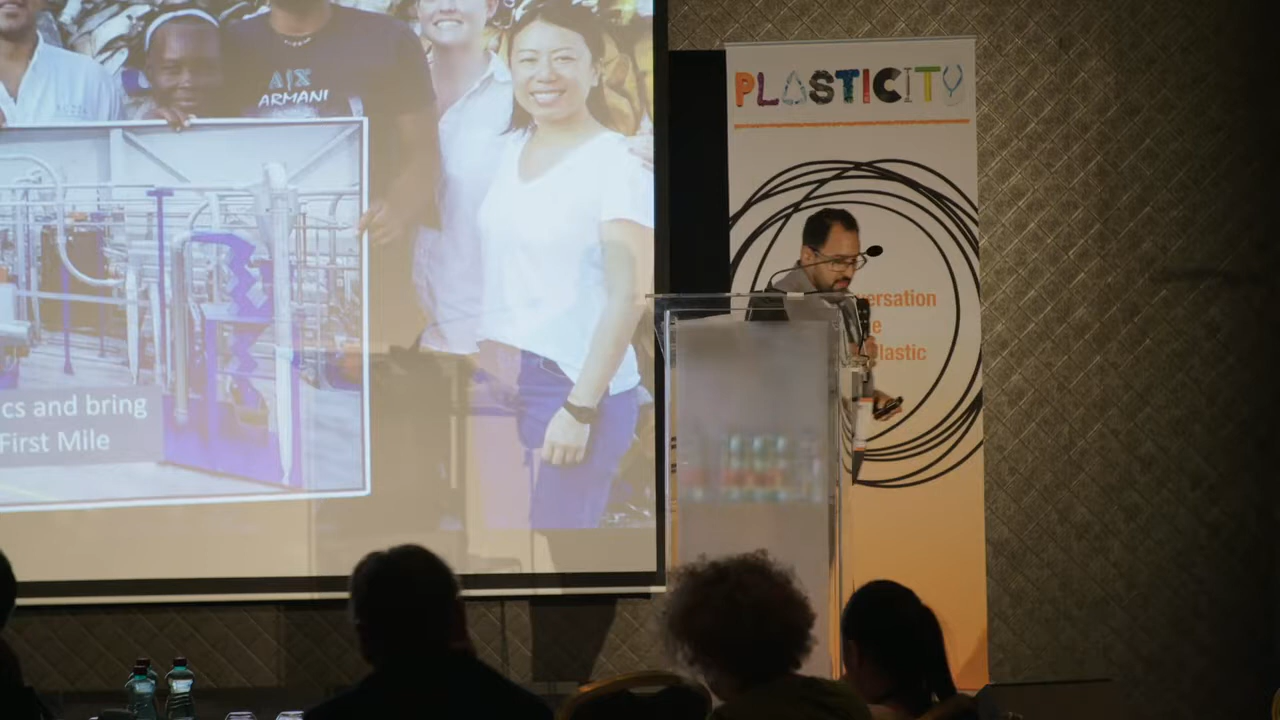 A|X
ARMANI
cs and bring
First Mile
PLASTICITY
ersation
e
lastic